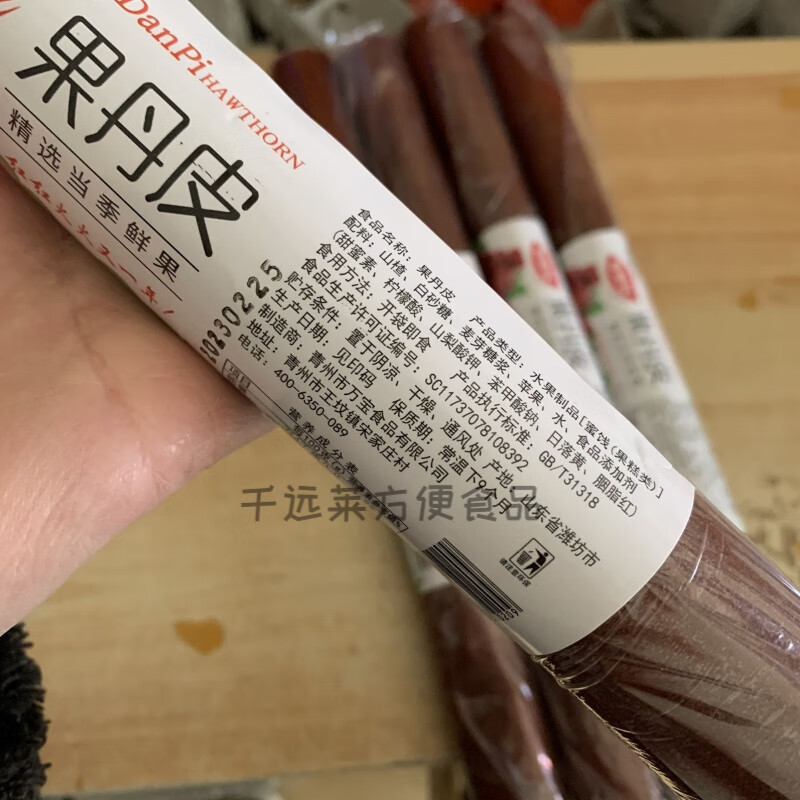 DanPi HAWTHORN
果丹皮
精选当季鲜果
20230225
食品名称：果丹皮 产品类型：水果制品[蜜饯(果糕类)]
配料：山楂、白砂糖、麦芽糖浆、苹果、水、食品添加剂
(甜蜜素、柠檬酸、山梨酸钾、苯甲酸钠、日落黄、胭脂红)
食用方法：开袋即食 产品执行标准：GB/T31318
食品生产许可证编号：SC11737078108392
贮存条件：置于阴凉、干燥、通风处 产地：山东省潍坊市
生产日期：见印码 保质期：常温下9个月
制造商：青州市万宝食品有限公司
地址：青州市王坟镇宋家庄村
电话：400-6350-089
营养成分表
项目
千远莱方便食品